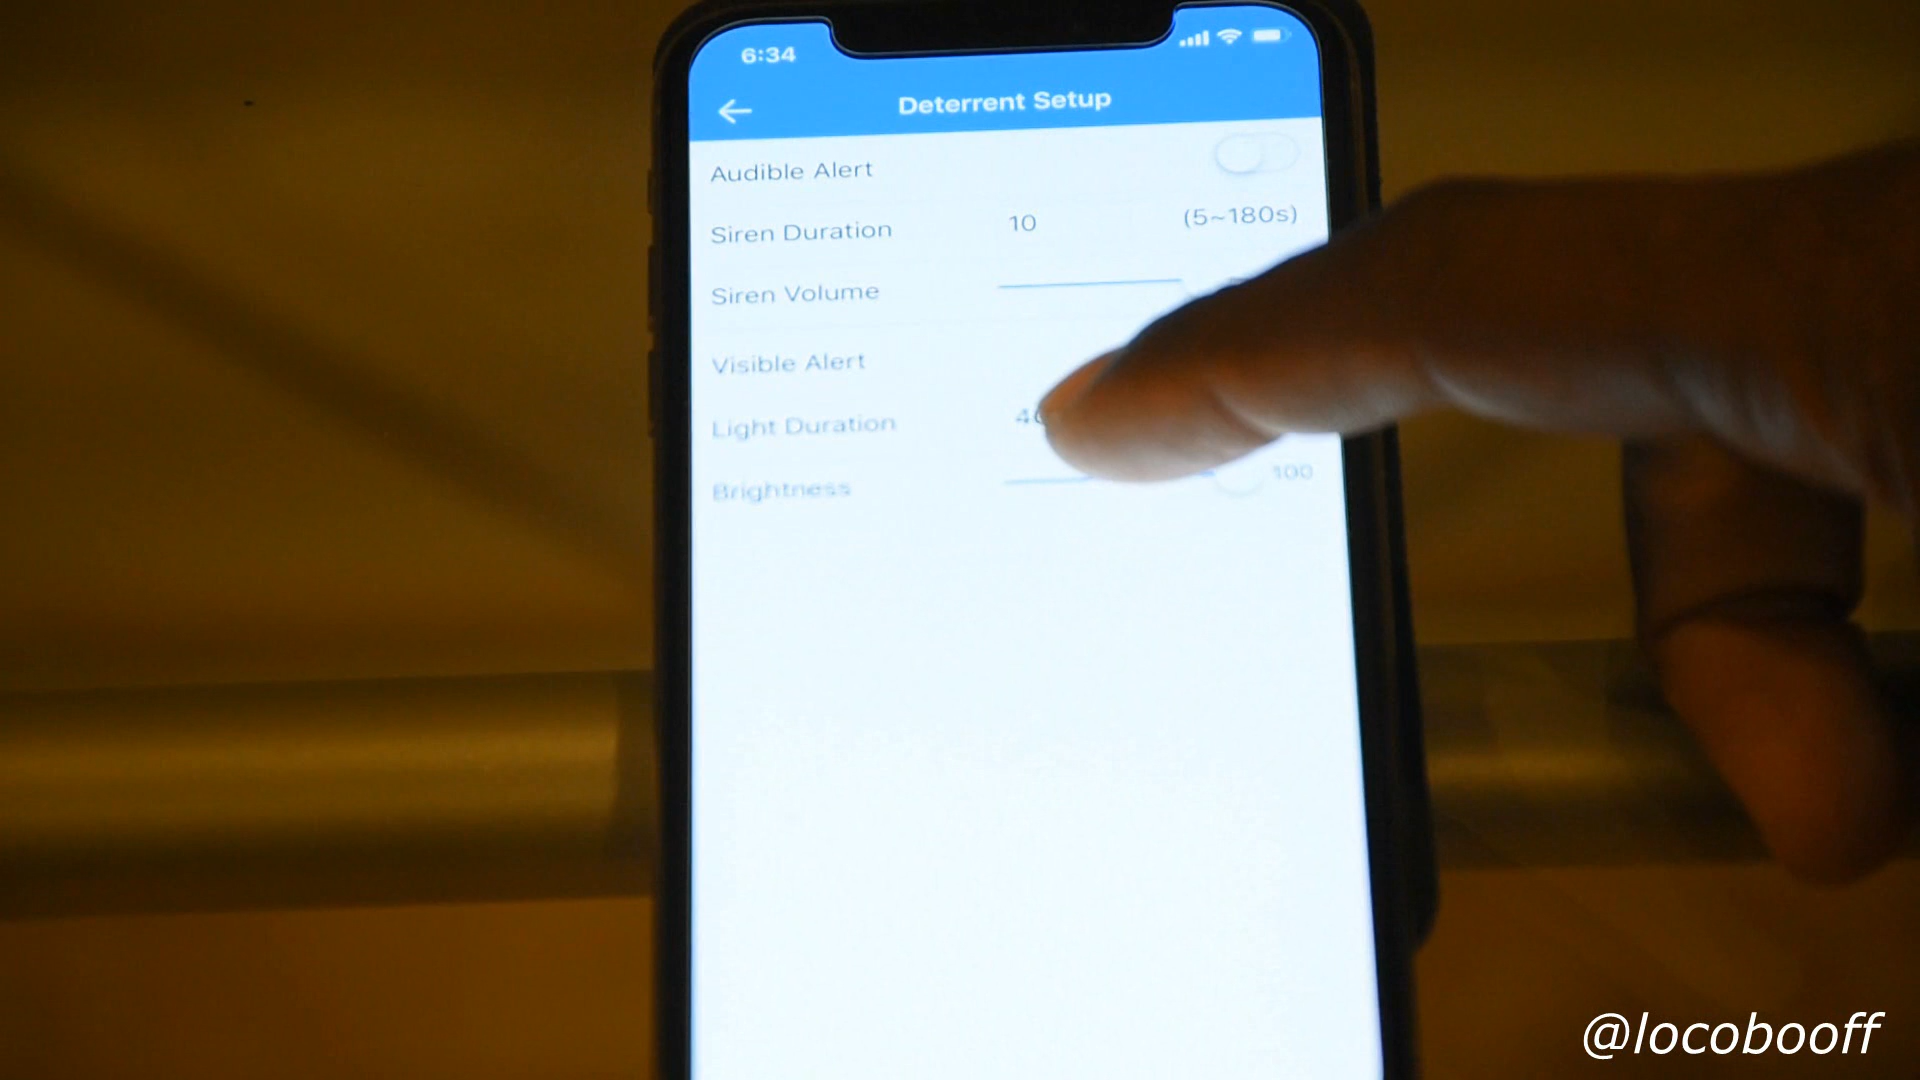 6:34
Deterrent Setup
Audible Alert
Siren Duration 10 (5~180s)
Siren Volume
Visible Alert
Light Duration
Brightness 100
@locobooff